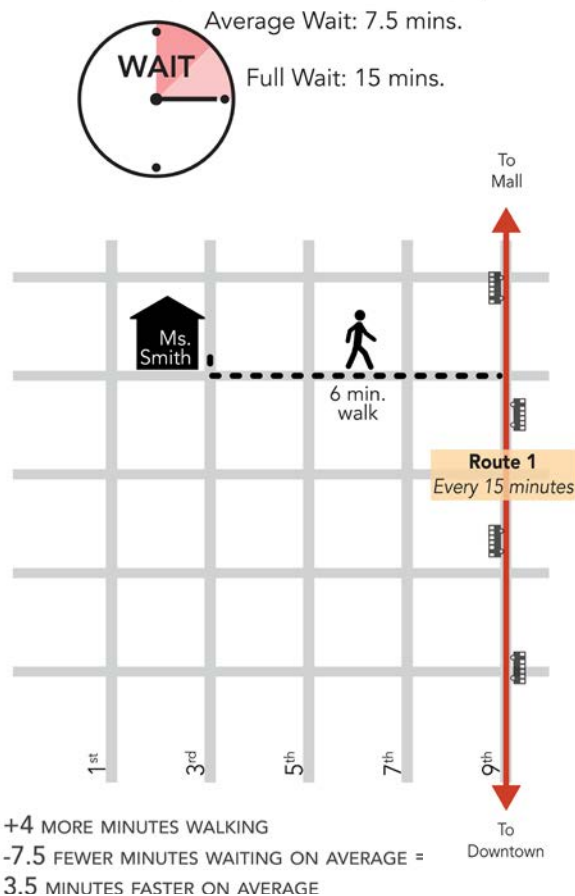 Average Wait: 7.5 mins.
WAIT
Full Wait: 15 mins.
To
Mall
Ms.
Smith
6 min.
walk
Route 1
Every 15 minutes
1st
3rd
5th
7th
9th
+4 MORE MINUTES WALKING
-7.5 FEWER MINUTES WAITING ON AVERAGE =
3.5 MINUTES FASTER ON AVERAGE
To
Downtown